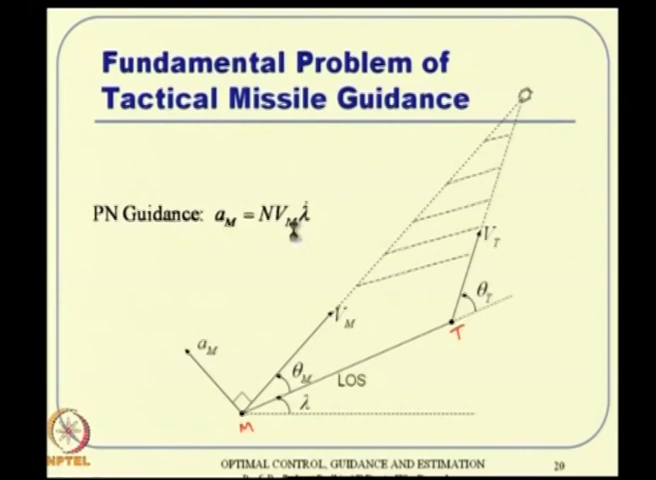 Fundamental Problem of
Tactical Missile Guidance
PN Guidance: a_M = NV_M λ̇
V_T
θ_T
V_M
T
a_M
θ_M
LOS
λ
M
NPTEL
OPTIMAL CONTROL, GUIDANCE AND ESTIMATION
20